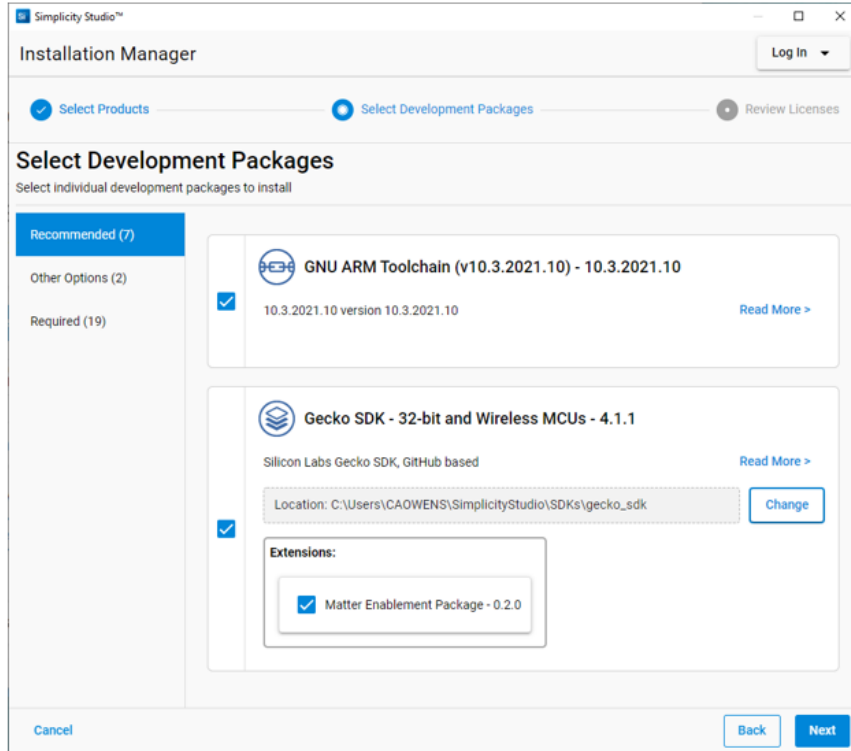 Si Simplicity Studio™
Installation Manager
Log In
Select Products
Select Development Packages
Review Licenses
Select Development Packages
Select individual development packages to install
Recommended (7)
Other Options (2)
Required (19)
GNU ARM Toolchain (v10.3.2021.10) - 10.3.2021.10
10.3.2021.10 version 10.3.2021.10
Read More >
Gecko SDK - 32-bit and Wireless MCUs - 4.1.1
Silicon Labs Gecko SDK, GitHub based
Read More >
Location: C:\Users\CAOWENS\SimplicityStudio\SDKs\gecko_sdk
Change
Extensions:
Matter Enablement Package - 0.2.0
Cancel
Back
Next